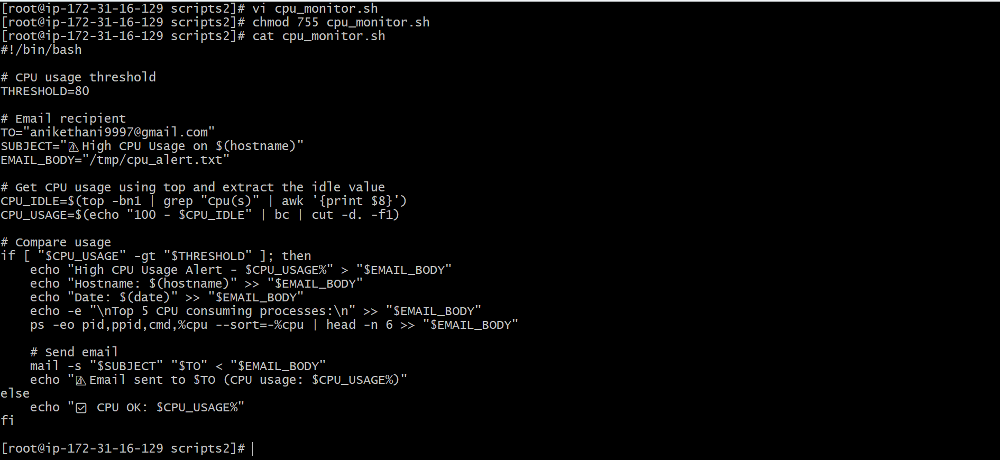 [root@ip-172-31-16-129 scripts2]# vi cpu_monitor.sh
[root@ip-172-31-16-129 scripts2]# chmod 755 cpu_monitor.sh
[root@ip-172-31-16-129 scripts2]# cat cpu_monitor.sh
#!/bin/bash

# CPU usage threshold
THRESHOLD=80

# Email recipient
TO="anikethani9997@gmail.com"
SUBJECT="⚠ High CPU Usage on $(hostname)"
EMAIL_BODY="/tmp/cpu_alert.txt"

# Get CPU usage using top and extract the idle value
CPU_IDLE=$(top -bn1 | grep "Cpu(s)" | awk '{print $8}')
CPU_USAGE=$(echo "100 - $CPU_IDLE" | bc | cut -d. -f1)

# Compare usage
if [ "$CPU_USAGE" -gt "$THRESHOLD" ]; then
    echo "High CPU Usage Alert - $CPU_USAGE%" > "$EMAIL_BODY"
    echo "Hostname: $(hostname)" >> "$EMAIL_BODY"
    echo "Date: $(date)" >> "$EMAIL_BODY"
    echo -e "\nTop 5 CPU consuming processes:\n" >> "$EMAIL_BODY"
    ps -eo pid,ppid,cmd,%cpu --sort=-%cpu | head -n 6 >> "$EMAIL_BODY"

    # Send email
    mail -s "$SUBJECT" "$TO" < "$EMAIL_BODY"
    echo "⚠ Email sent to $TO (CPU usage: $CPU_USAGE%)"
else
    echo "☑ CPU OK: $CPU_USAGE%"
fi

[root@ip-172-31-16-129 scripts2]#